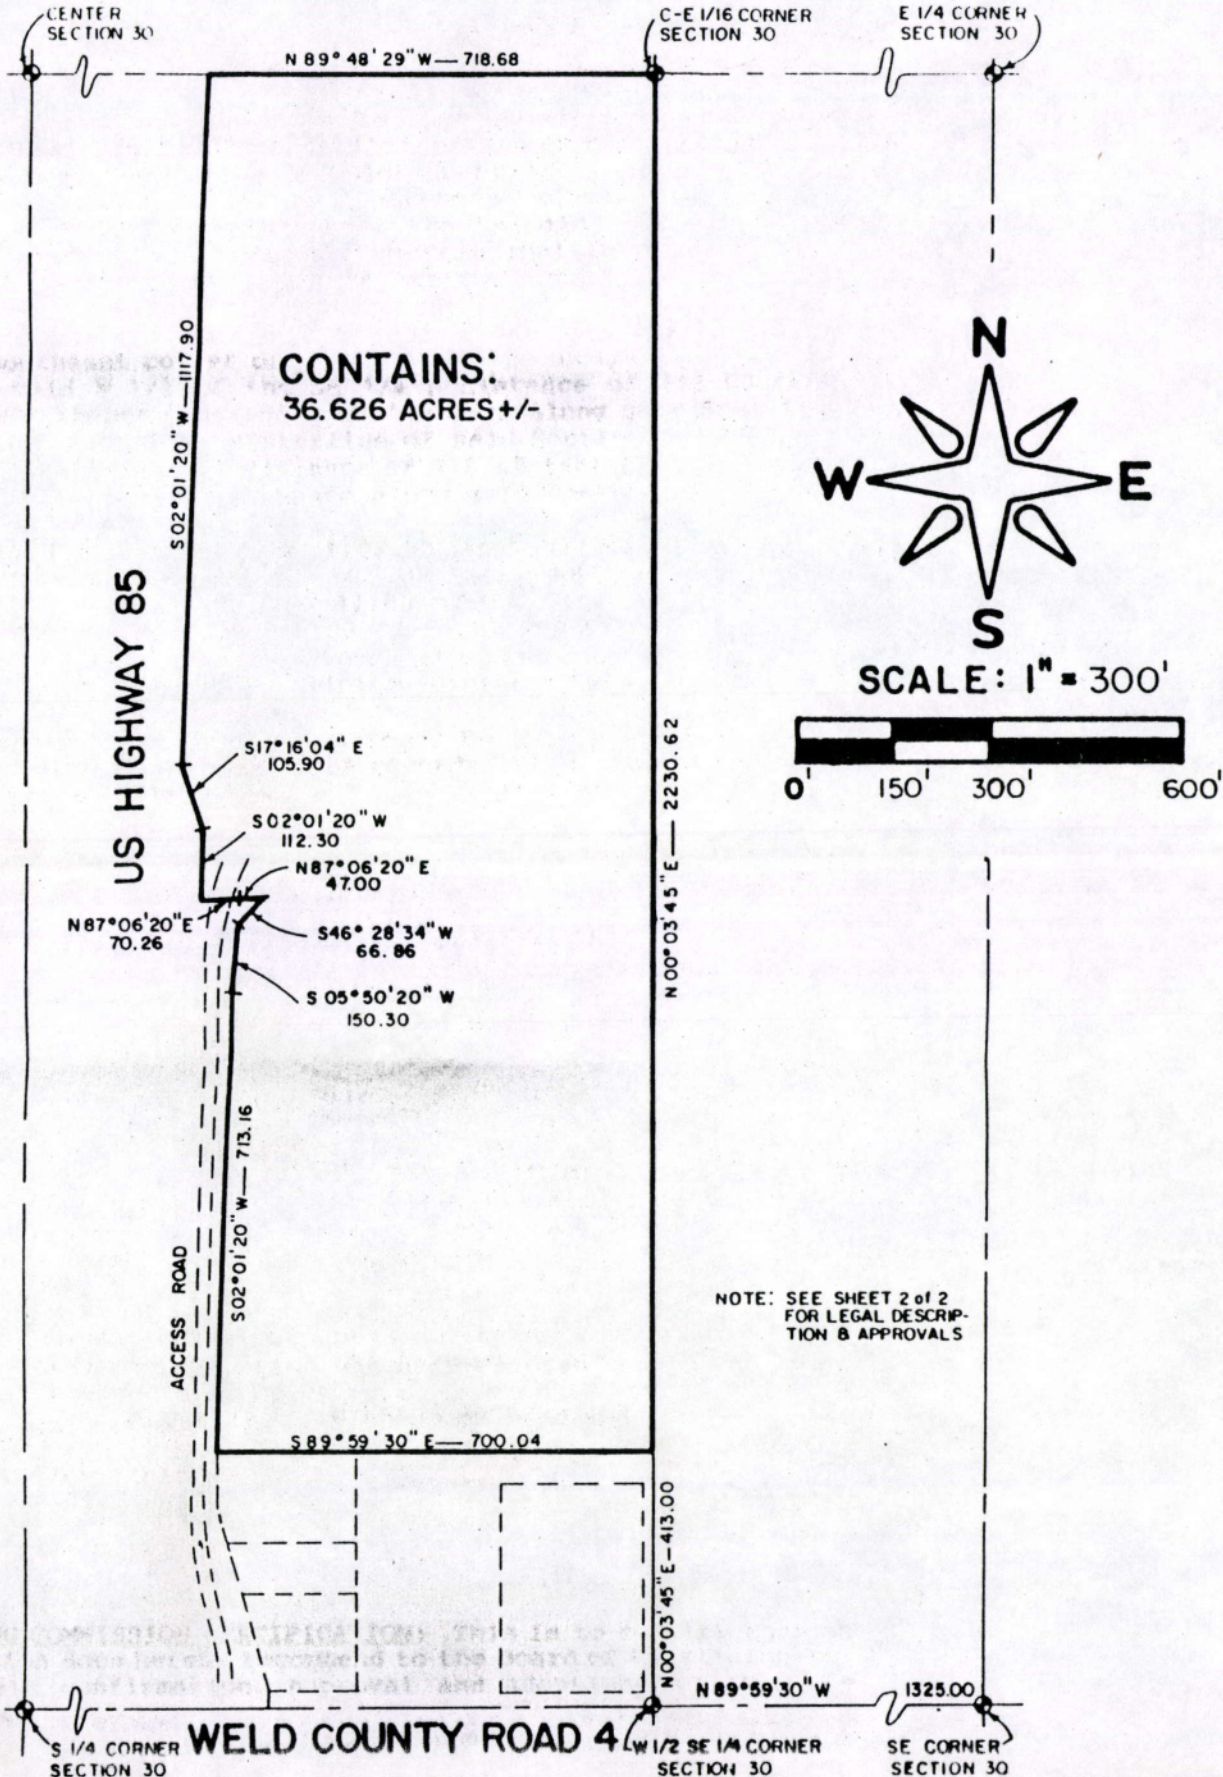 CENTER
SECTION 30
C-E 1/16 CORNER
SECTION 30
E 1/4 CORNER
SECTION 30
N 89° 48' 29" W — 718.68
S 02° 01' 20" W — 1117.90
CONTAINS:
36.626 ACRES +/-
N
W
E
S
SCALE: 1" = 300'
0' 150' 300' 600'
US HIGHWAY 85
S17° 16' 04" E
105.90
S 02° 01' 20" W
112.30
N87° 06' 20" E
47.00
N 87° 06' 20" E
70.26
S46° 28' 34" W
66.86
S 05° 50' 20" W
150.30
N 00° 03' 45" E — 2230.62
S 02° 01' 20" W — 713.16
ACCESS ROAD
NOTE: SEE SHEET 2 of 2
FOR LEGAL DESCRIP-
TION & APPROVALS
S 89° 59' 30" E — 700.04
N 00° 03' 45" E — 413.00
N 89° 59' 30" W 1325.00
S 1/4 CORNER
SECTION 30
WELD COUNTY ROAD 4
W 1/2 SE 1/4 CORNER
SECTION 30
SE CORNER
SECTION 30